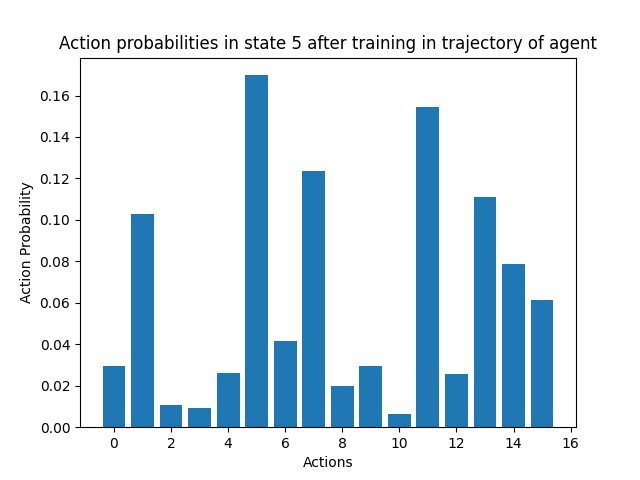 Action probabilities in state 5 after training in trajectory of agent
0.16
0.14
0.12
0.10
0.08
0.06
0.04
0.02
0.00
Action Probability
0 2 4 6 8 10 12 14 16
Actions